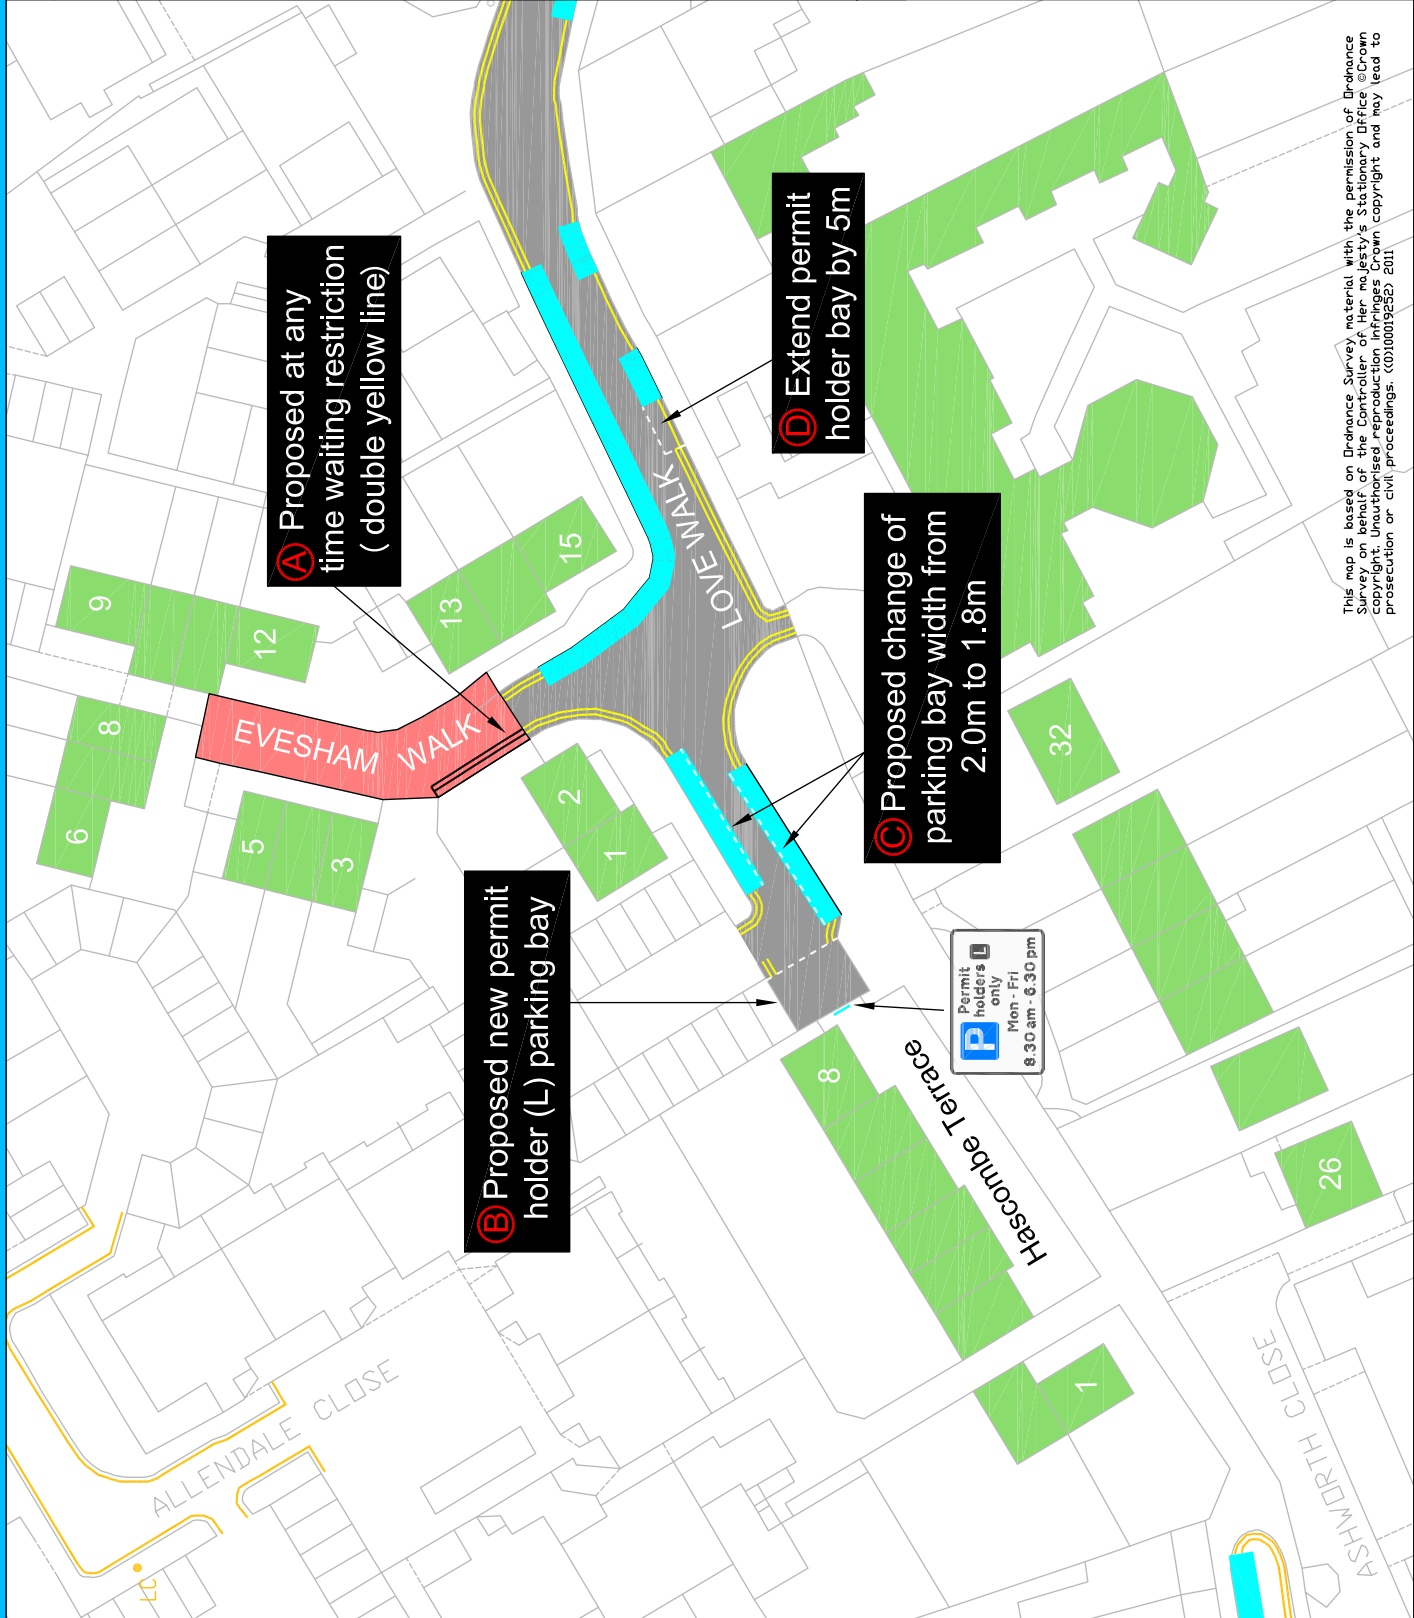 Ⓐ Proposed at any
time waiting restriction
( double yellow line)
Ⓑ Proposed new permit
holder (L) parking bay
Ⓒ Proposed change of
parking bay width from
2.0m to 1.8m
Ⓓ Extend permit
holder bay by 5m
EVESHAM WALK
LOVE WALK
Hascombe Terrace
ALLENDALE CLOSE
ASHWORTH CLOSE
P Permit
holders L
only
Mon - Fri
8.30 am - 6.30 pm
9
12
8
6
5
3
13
15
2
1
8
1
32
26
LC
This map is based on Ordnance Survey material with the permission of Ordnance
Survey on behalf of the Controller of Her majesty's Stationary Office ©Crown
copyright. Unauthorised reproduction infringes Crown copyright and may lead to
prosecution or civil proceedings. ((0)100019252) 2011